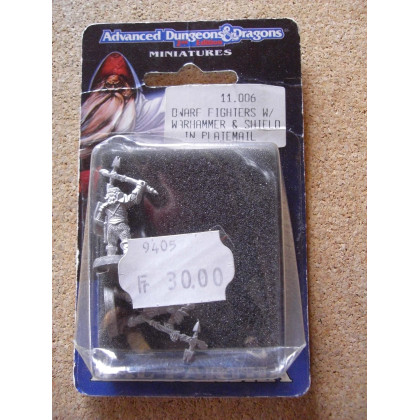 Advanced Dungeons & Dragons
MINIATURES
11.006
DWARF FIGHTERS W/
WARHAMMER & SHIELD
IN PLATEMAIL
9405
F 30.00